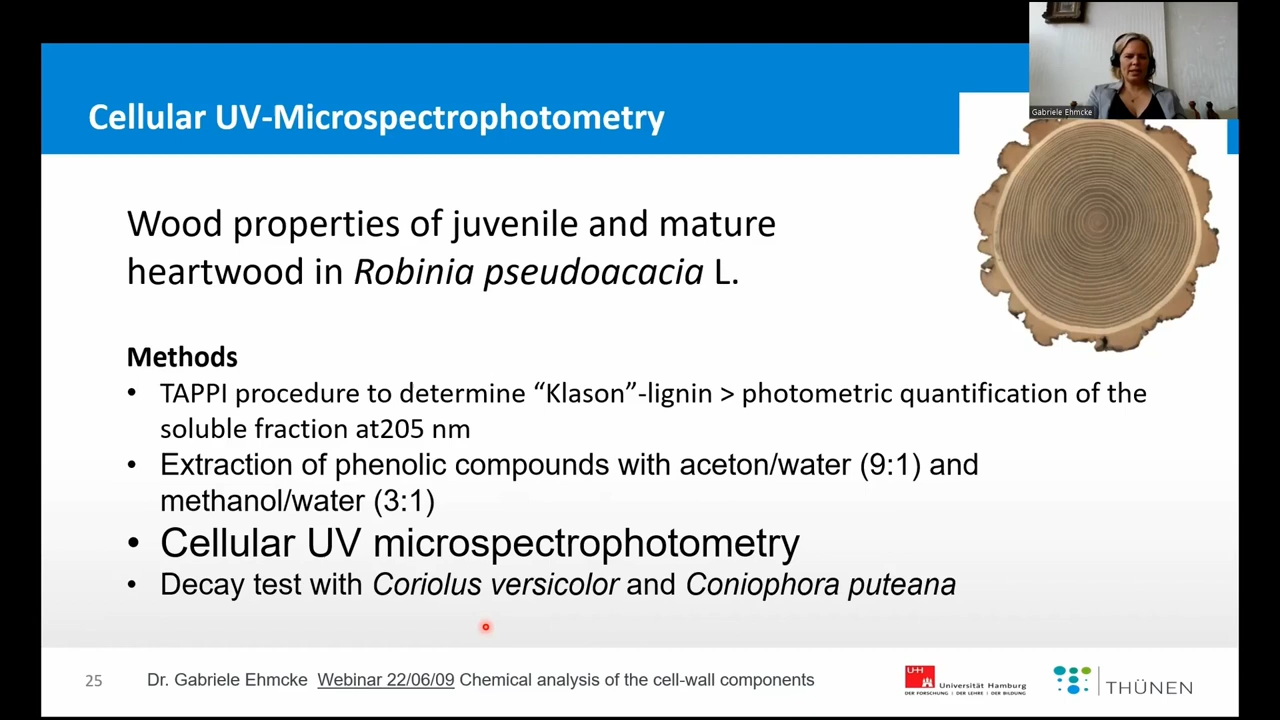 Cellular UV-Microspectrophotometry
Gabriele Ehmcke
Wood properties of juvenile and mature
heartwood in Robinia pseudoacacia L.
Methods
• TAPPI procedure to determine “Klason”-lignin > photometric quantification of the
soluble fraction at205 nm
• Extraction of phenolic compounds with aceton/water (9:1) and
methanol/water (3:1)
• Cellular UV microspectrophotometry
• Decay test with Coriolus versicolor and Coniophora puteana
25
Dr. Gabriele Ehmcke Webinar 22/06/09 Chemical analysis of the cell-wall components
UHH
Universität Hamburg
DER FORSCHUNG | DER LEHRE | DER BILDUNG
THÜNEN